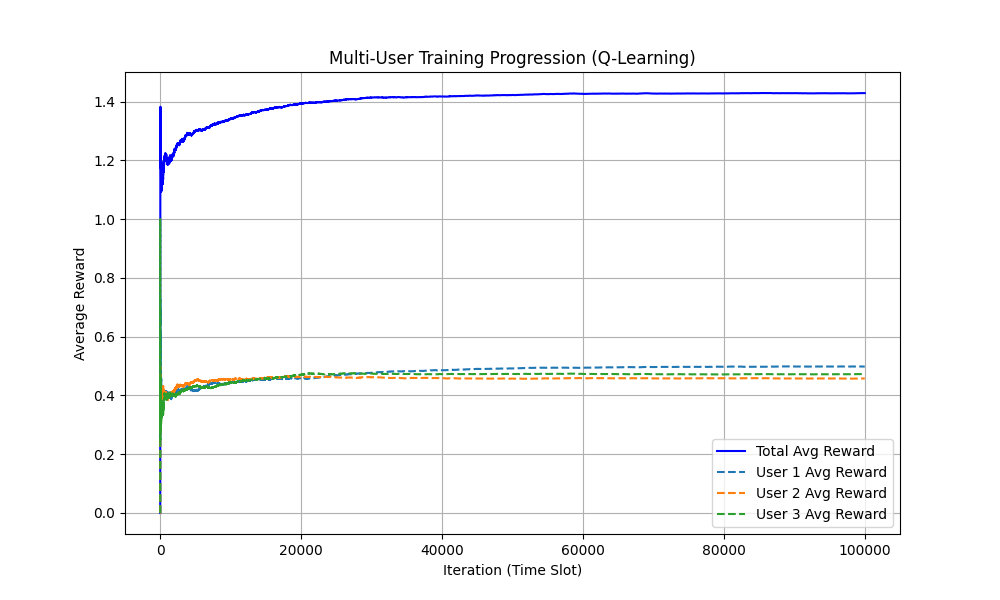 Multi-User Training Progression (Q-Learning)
Average Reward
1.4
1.2
1.0
0.8
0.6
0.4
0.2
0.0
Total Avg Reward
User 1 Avg Reward
User 2 Avg Reward
User 3 Avg Reward
0 20000 40000 60000 80000 100000
Iteration (Time Slot)